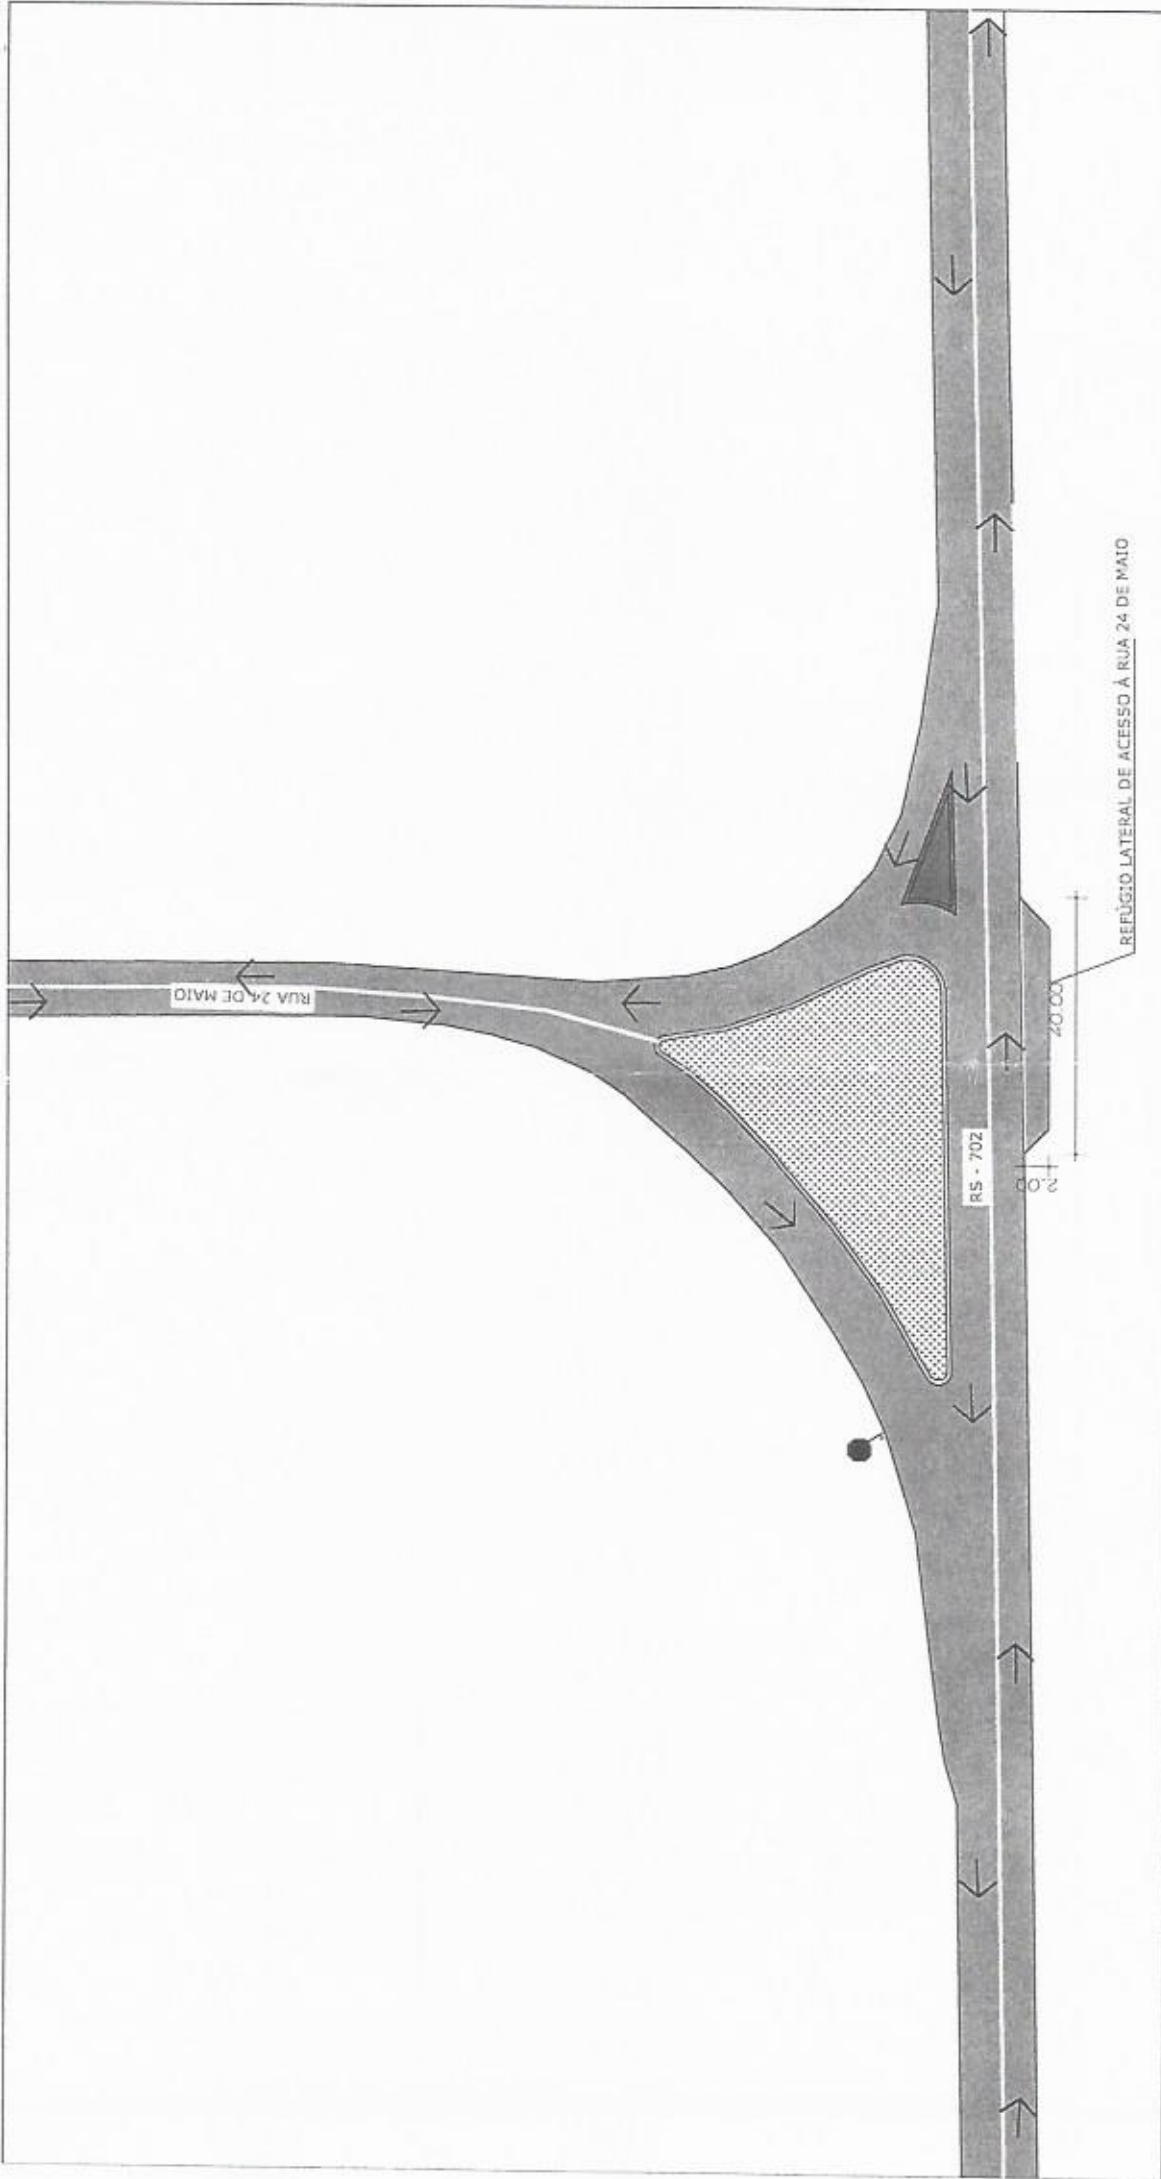 RUA 24 DE MAIO
RS - 702
20.00
2.00
REFÚGIO LATERAL DE ACESSO À RUA 24 DE MAIO